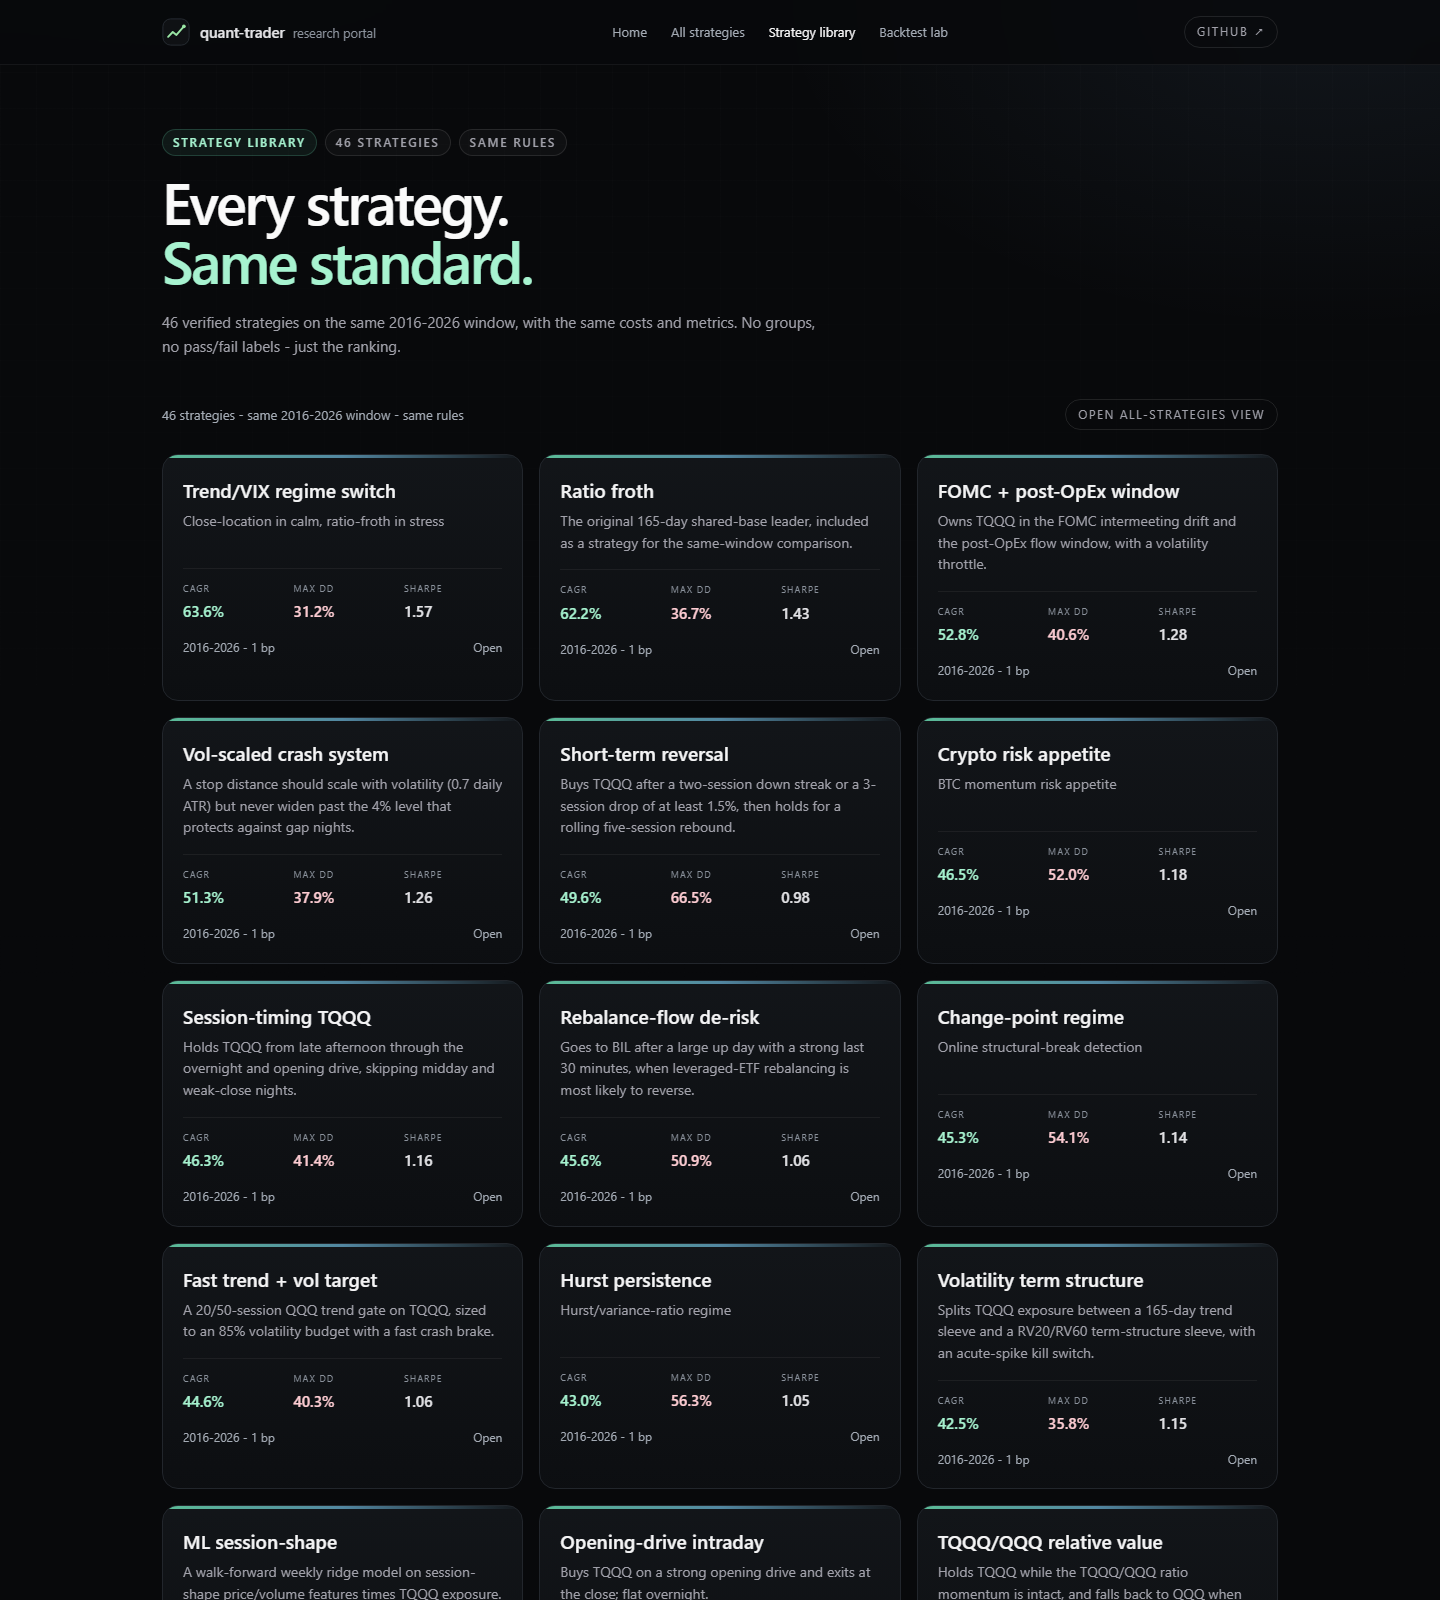 quant-trader research portal
Home
All strategies
Strategy library
Backtest lab
GITHUB ↗
STRATEGY LIBRARY
46 STRATEGIES
SAME RULES
Every strategy.
Same standard.
46 verified strategies on the same 2016-2026 window, with the same costs and metrics. No groups,
no pass/fail labels - just the ranking.
46 strategies - same 2016-2026 window - same rules
OPEN ALL-STRATEGIES VIEW
Trend/VIX regime switch
Close-location in calm, ratio-froth in stress
CAGR MAX DD SHARPE
63.6% 31.2% 1.57
2016-2026 - 1 bp Open
Ratio froth
The original 165-day shared-base leader, included
as a strategy for the same-window comparison.
CAGR MAX DD SHARPE
62.2% 36.7% 1.43
2016-2026 - 1 bp Open
FOMC + post-OpEx window
Owns TQQQ in the FOMC intermeeting drift and
the post-OpEx flow window, with a volatility
throttle.
CAGR MAX DD SHARPE
52.8% 40.6% 1.28
2016-2026 - 1 bp Open
Vol-scaled crash system
A stop distance should scale with volatility (0.7 daily
ATR) but never widen past the 4% level that
protects against gap nights.
CAGR MAX DD SHARPE
51.3% 37.9% 1.26
2016-2026 - 1 bp Open
Short-term reversal
Buys TQQQ after a two-session down streak or a 3-
session drop of at least 1.5%, then holds for a
rolling five-session rebound.
CAGR MAX DD SHARPE
49.6% 66.5% 0.98
2016-2026 - 1 bp Open
Crypto risk appetite
BTC momentum risk appetite
CAGR MAX DD SHARPE
46.5% 52.0% 1.18
2016-2026 - 1 bp Open
Session-timing TQQQ
Holds TQQQ from late afternoon through the
overnight and opening drive, skipping midday and
weak-close nights.
CAGR MAX DD SHARPE
46.3% 41.4% 1.16
2016-2026 - 1 bp Open
Rebalance-flow de-risk
Goes to BIL after a large up day with a strong last
30 minutes, when leveraged-ETF rebalancing is
most likely to reverse.
CAGR MAX DD SHARPE
45.6% 50.9% 1.06
2016-2026 - 1 bp Open
Change-point regime
Online structural-break detection
CAGR MAX DD SHARPE
45.3% 54.1% 1.14
2016-2026 - 1 bp Open
Fast trend + vol target
A 20/50-session QQQ trend gate on TQQQ, sized
to an 85% volatility budget with a fast crash brake.
CAGR MAX DD SHARPE
44.6% 40.3% 1.06
2016-2026 - 1 bp Open
Hurst persistence
Hurst/variance-ratio regime
CAGR MAX DD SHARPE
43.0% 56.3% 1.05
2016-2026 - 1 bp Open
Volatility term structure
Splits TQQQ exposure between a 165-day trend
sleeve and a RV20/RV60 term-structure sleeve, with
an acute-spike kill switch.
CAGR MAX DD SHARPE
42.5% 35.8% 1.15
2016-2026 - 1 bp Open
ML session-shape
A walk-forward weekly ridge model on session-
shape price/volume features times TQQQ exposure.
Opening-drive intraday
Buys TQQQ on a strong opening drive and exits at
the close; flat overnight.
TQQQ/QQQ relative value
Holds TQQQ while the TQQQ/QQQ ratio
momentum is intact, and falls back to QQQ when